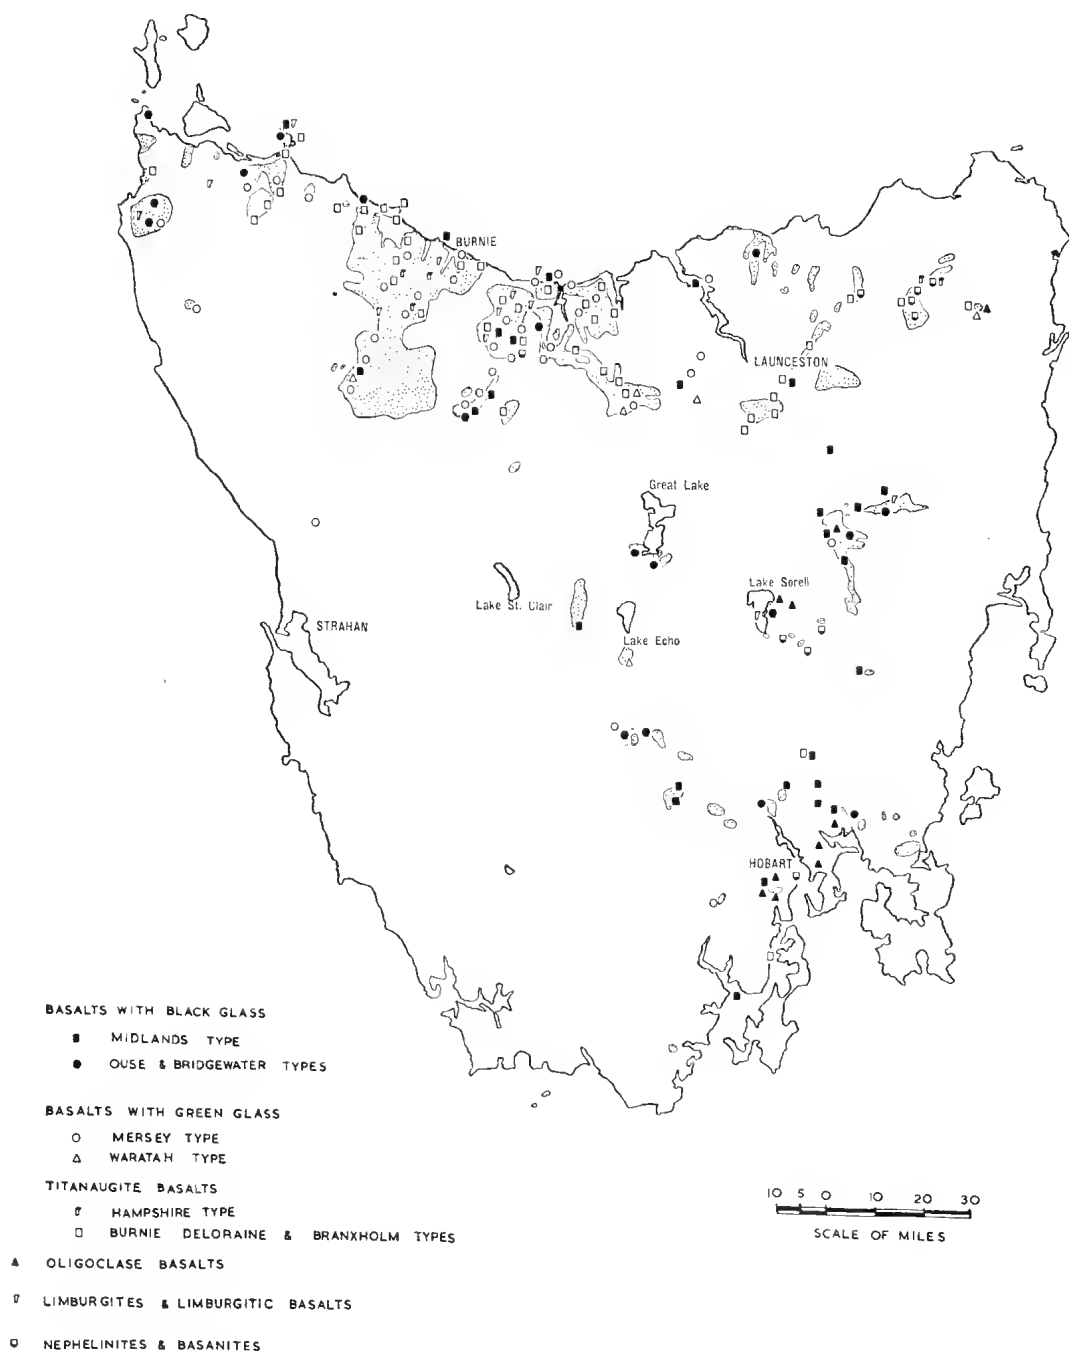 BURNIE
LAUNCESTON
Great Lake
Lake St. Clair
Lake Sorell
STRAHAN
Lake Echo
HOBART
BASALTS WITH BLACK GLASS
MIDLANDS TYPE
OUSE & BRIDGEWATER TYPES
BASALTS WITH GREEN GLASS
MERSEY TYPE
WARATAH TYPE
TITANAUGITE BASALTS
HAMPSHIRE TYPE
BURNIE DELORAINE & BRANXHOLM TYPES
OLIGOCLASE BASALTS
LIMBURGITES & LIMBURGITIC BASALTS
NEPHELINITES & BASANITES
10 5 0 10 20 30
SCALE OF MILES